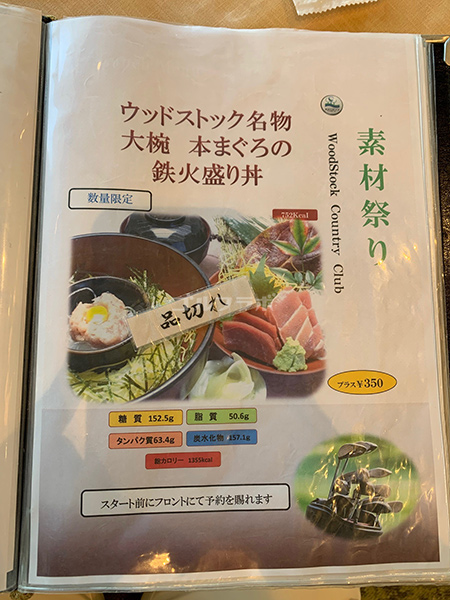 素材祭り
WoodStock Country Club
ウッドストック名物
大椀 本まぐろの
鉄火盛り丼
数量限定
752Kcal
品切れ
プラス¥350
糖質 152.5g
脂質 50.6g
タンパク質63.4g
炭水化物 157.1g
総カロリー 1355kcal
スタート前にフロントにて予約を賜れます